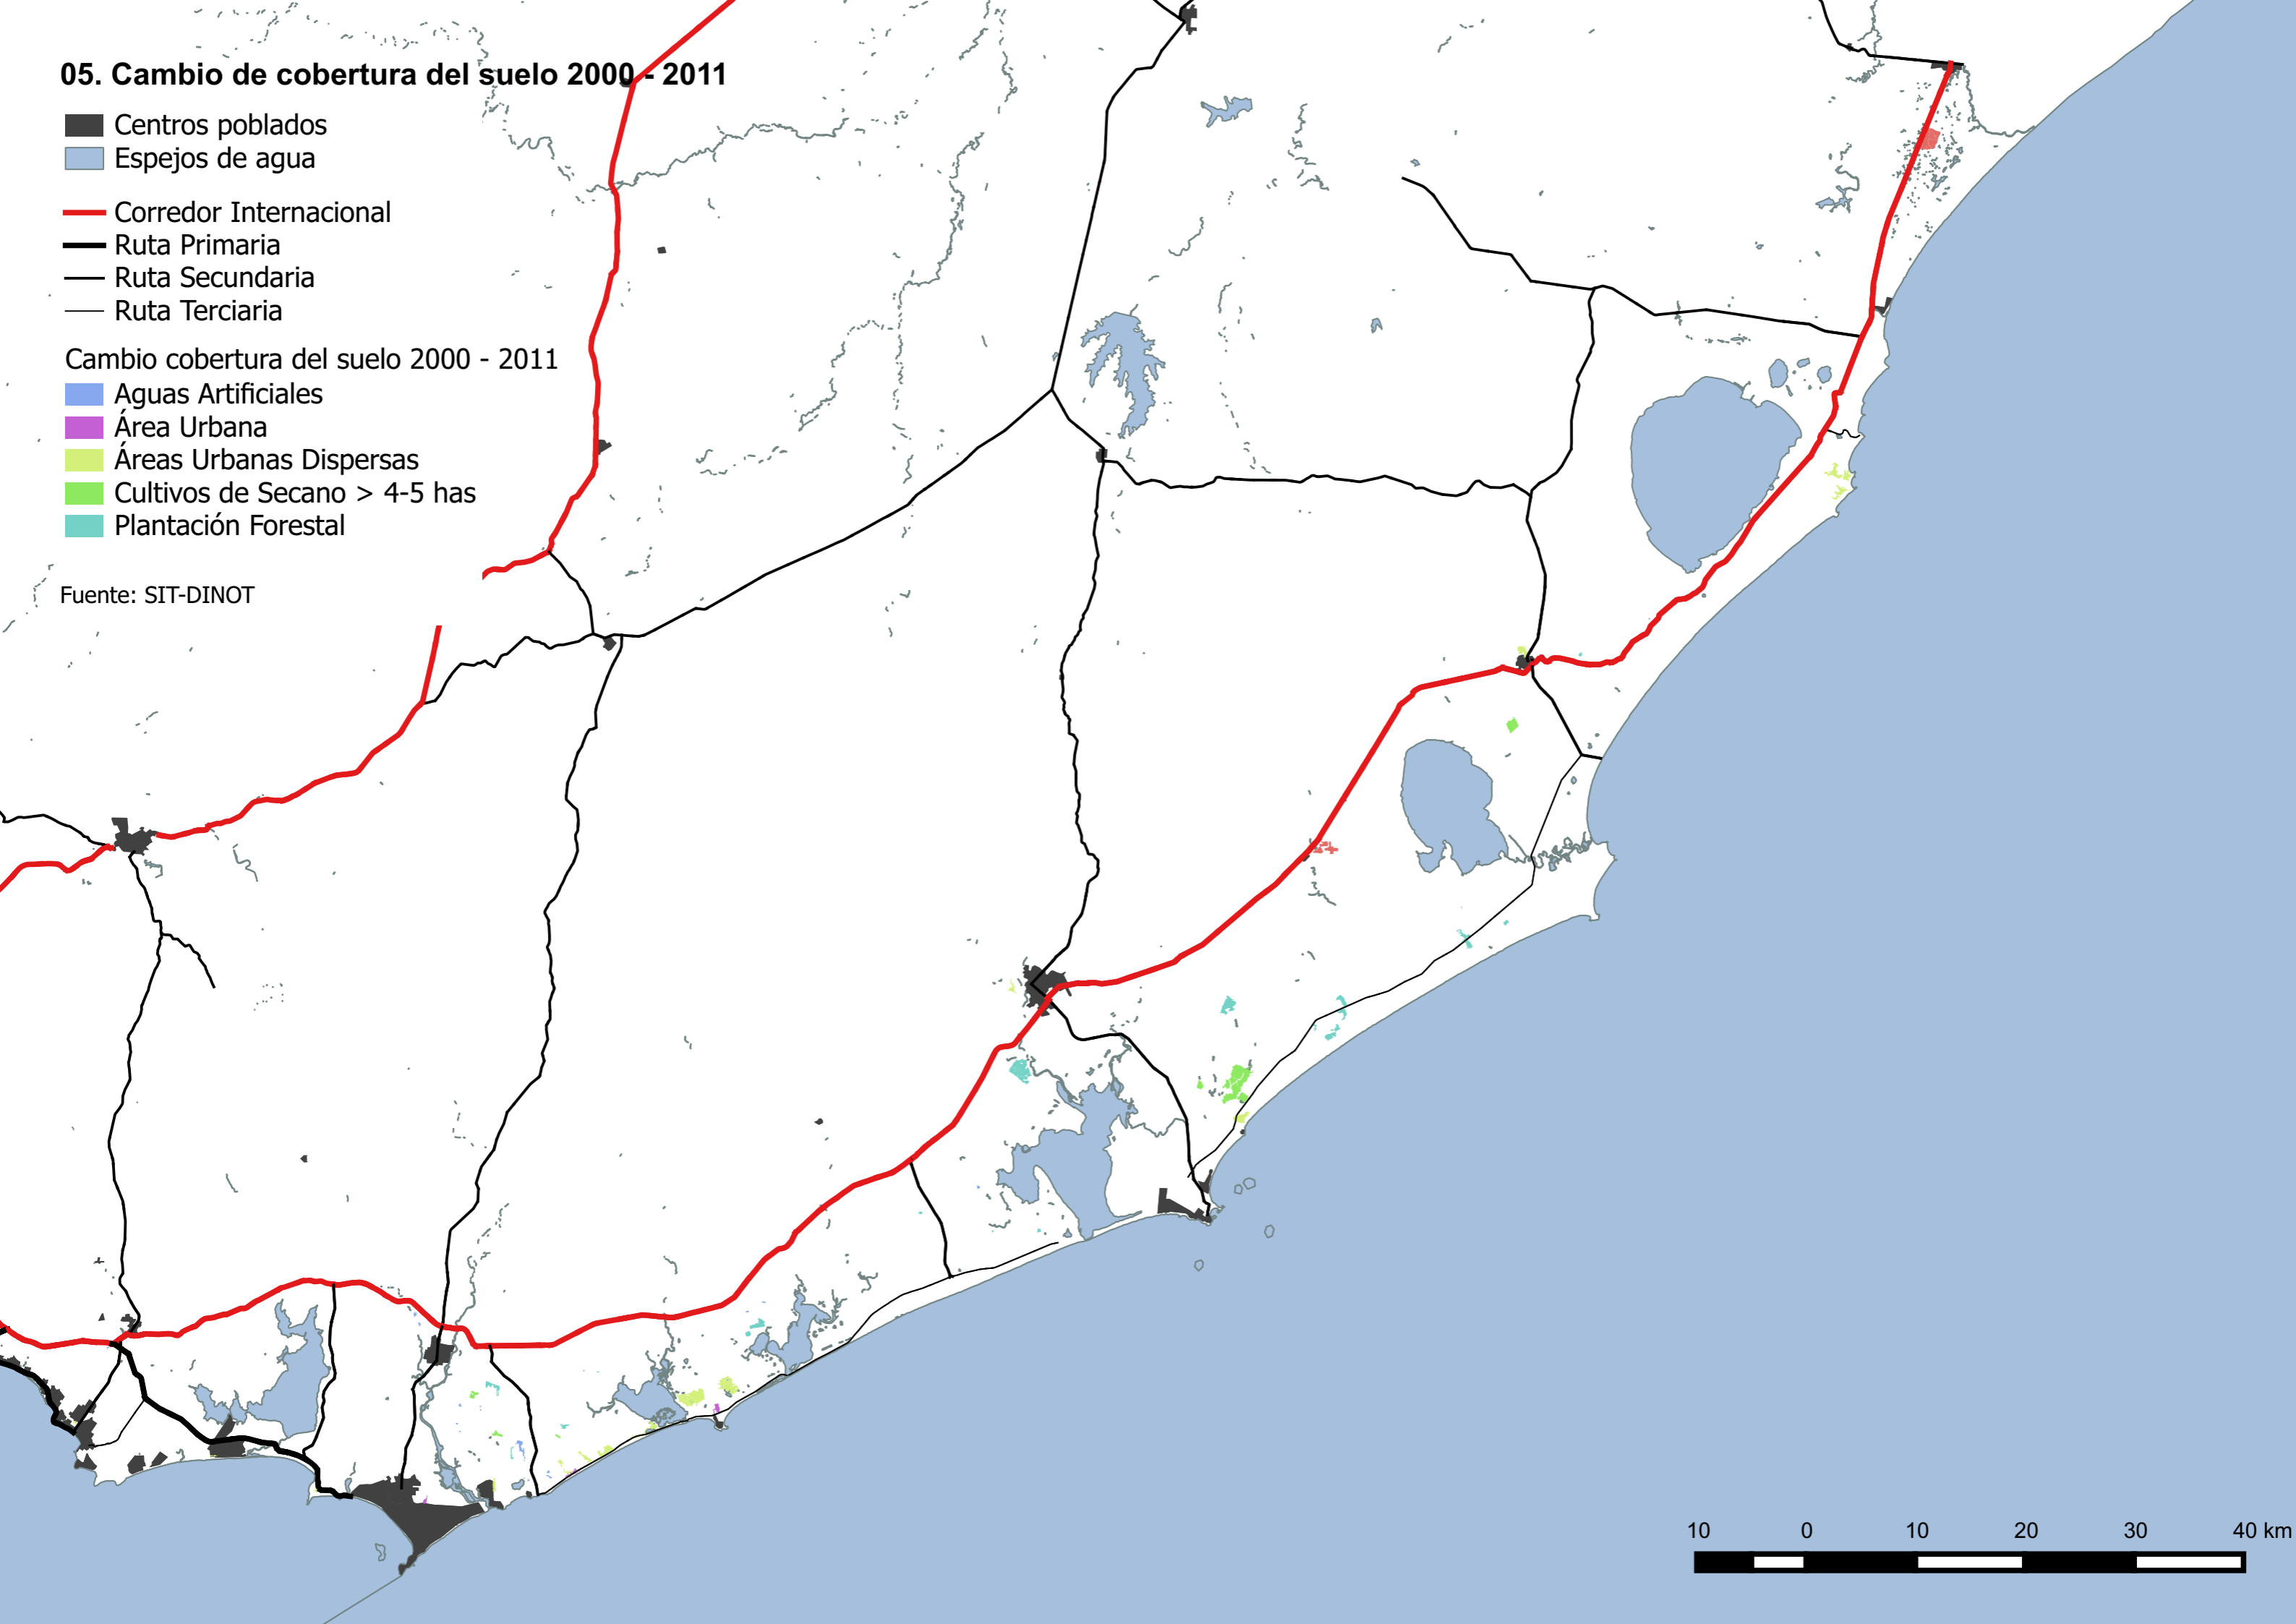 05. Cambio de cobertura del suelo 2000 - 2011
Centros poblados
Espejos de agua
Corredor Internacional
Ruta Primaria
Ruta Secundaria
Ruta Terciaria
Cambio cobertura del suelo 2000 - 2011
Aguas Artificiales
Área Urbana
Áreas Urbanas Dispersas
Cultivos de Secano > 4-5 has
Plantación Forestal
Fuente: SIT-DINOT
10 0 10 20 30 40 km